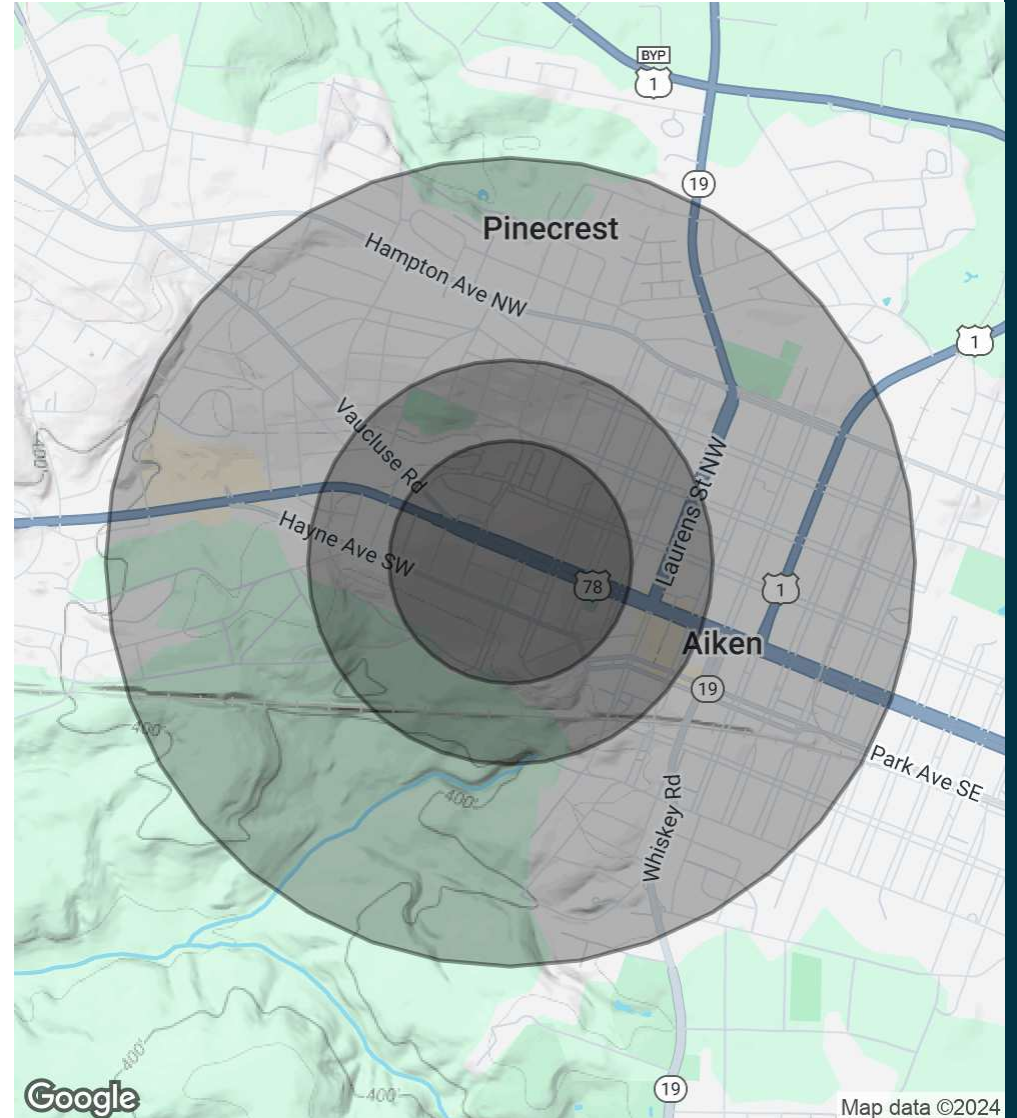 BYP
1
19
Pinecrest
Hampton Ave NW
1
400'
Vaucluse Rd
Laurens St NW
Hayne Ave SW
78
1
Aiken
19
400'
Park Ave SE
400'
Whiskey Rd
400'
400'
19
Google
Map data ©2024